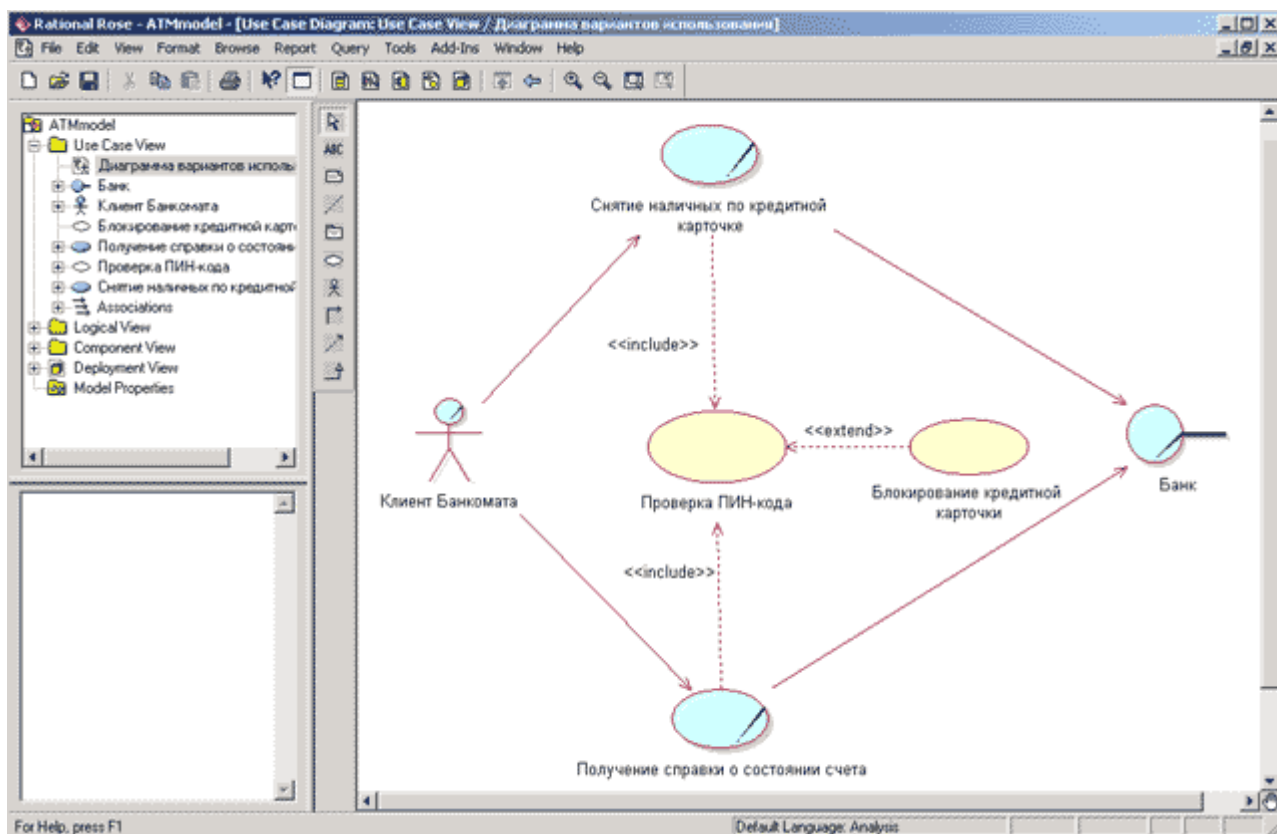 Rational Rose - ATMmodel - [Use Case Diagram: Use Case View / Диаграмма вариантов использования]
File Edit View Format Browse Report Query Tools Add-Ins Window Help
ATMmodel
Use Case View
Диаграмма вариантов исполь
Банк
Клиент Банкомата
Блокирование кредитной карт
Получение справки о состоян
Проверка ПИН-кода
Снятие наличных по кредитной
Associations
Logical View
Component View
Deployment View
Model Properties
ABC
Снятие наличных по кредитной
карточке
<<include>>
<<extend>>
Клиент Банкомата
Проверка ПИН-кода
Блокирование кредитной
карточки
Банк
<<include>>
Получение справки о состоянии счета
For Help, press F1
Default Language: Analysis